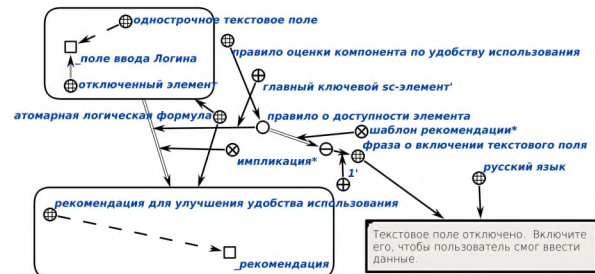 однострочное текстовое поле
правило оценки компонента по удобству использования
_поле ввода Логина
отключенный элемент
главный ключевой sc-элемент'
атомарная логическая формула
правило о доступности элемента
шаблон рекомендации*
фраза о включении текстового поля
импликация*
1'
русский язык
рекомендация для улучшения удобства использования
_рекомендация
Текстовое поле отключено. Включите
его, чтобы пользователь смог ввести
данные.